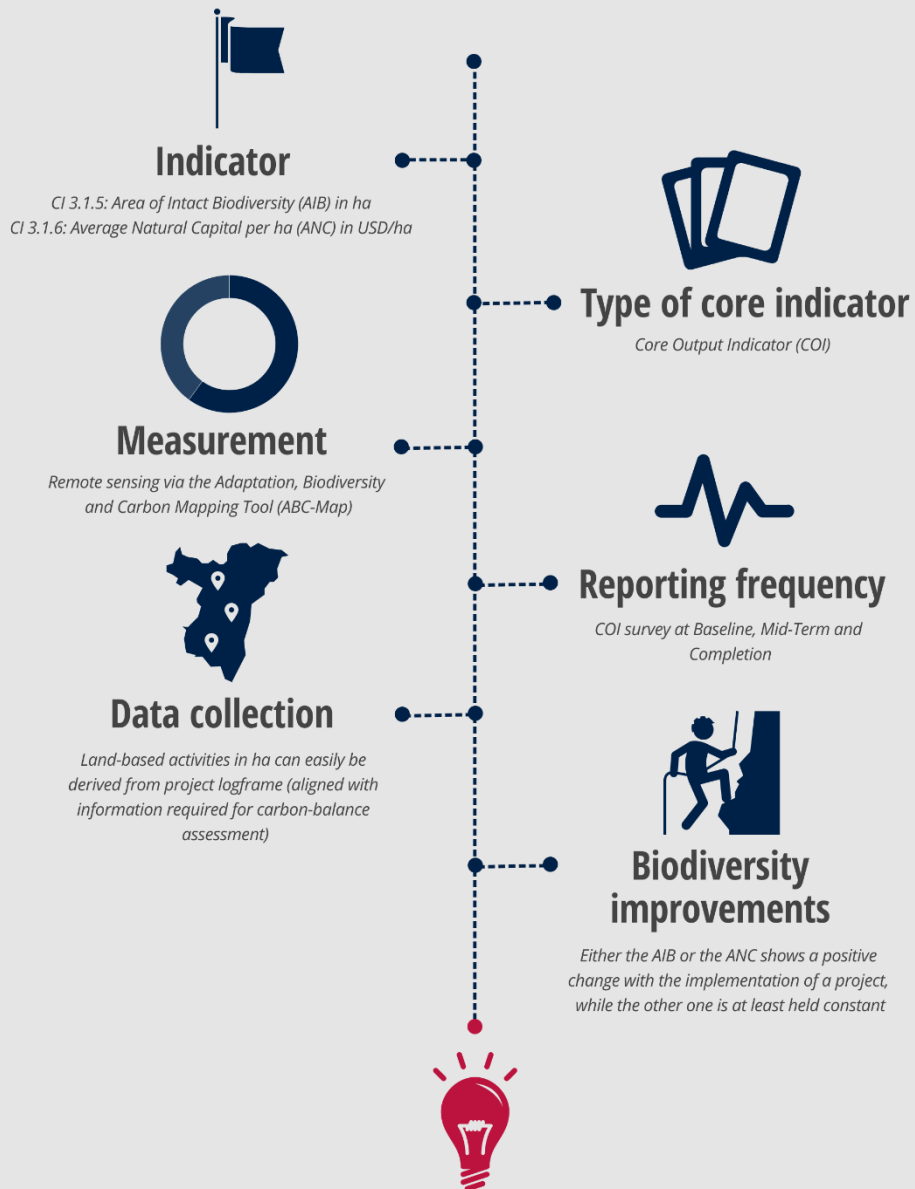 Indicator
CI 3.1.5: Area of Intact Biodiversity (AIB) in ha
CI 3.1.6: Average Natural Capital per ha (ANC) in USD/ha
Type of core indicator
Core Output Indicator (COI)
Measurement
Remote sensing via the Adaptation, Biodiversity
and Carbon Mapping Tool (ABC-Map)
Reporting frequency
COI survey at Baseline, Mid-Term and
Completion
Data collection
Land-based activities in ha can easily be
derived from project logframe (aligned with
information required for carbon-balance
assessment)
Biodiversity
improvements
Either the AIB or the ANC shows a positive
change with the implementation of a project,
while the other one is at least held constant